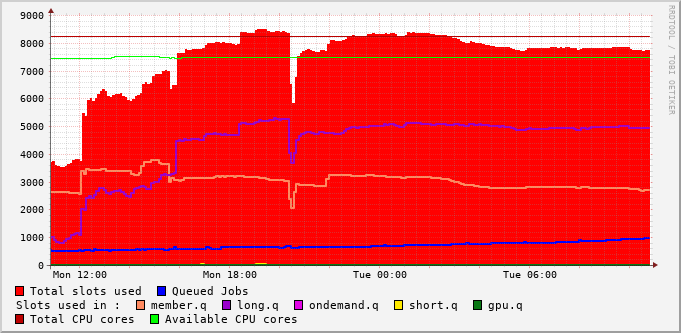 9000
8000
7000
6000
5000
4000
3000
2000
1000
0
Mon 12:00 Mon 18:00 Tue 00:00 Tue 06:00
RRDTOOL / TOBI OETIKER
Total slots used Queued Jobs
Slots used in : member.q long.q ondemand.q short.q gpu.q
Total CPU cores Available CPU cores